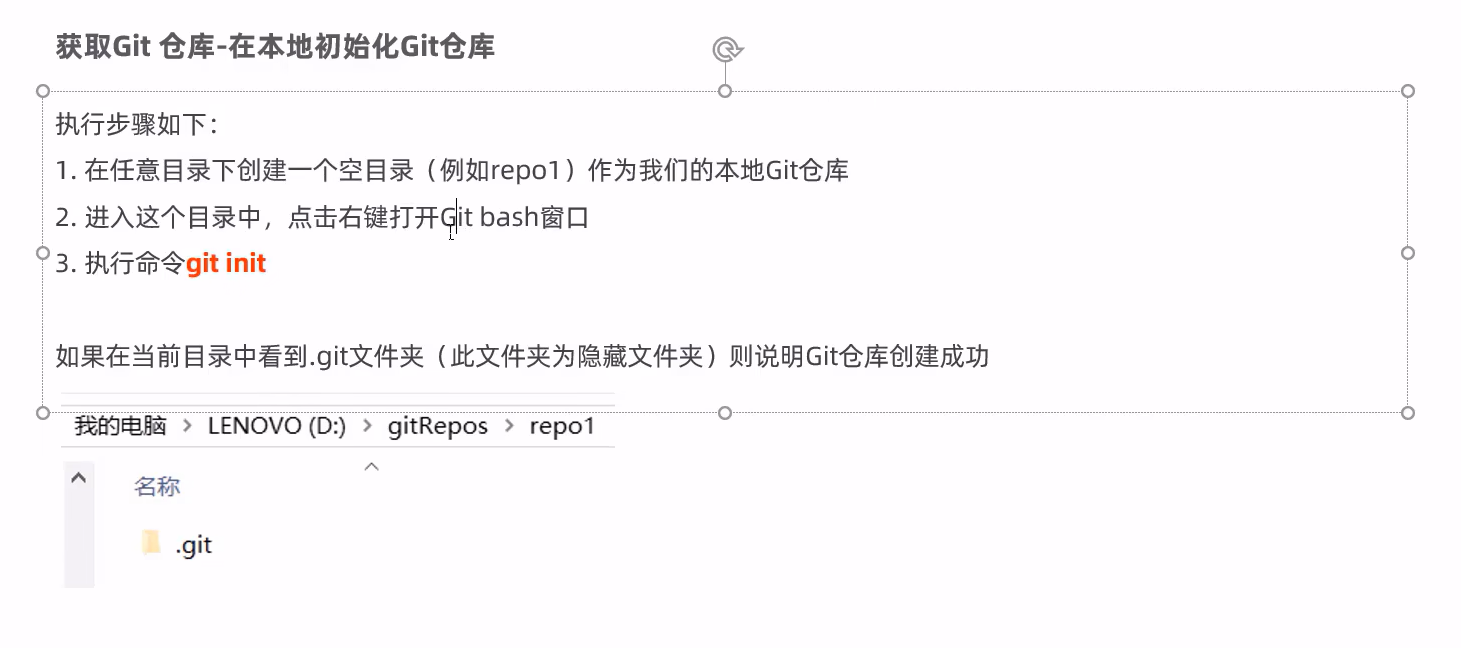 获取Git 仓库-在本地初始化Git仓库
执行步骤如下：
1. 在任意目录下创建一个空目录（例如repo1）作为我们的本地Git仓库
2. 进入这个目录中，点击右键打开Git bash窗口
3. 执行命令git init
如果在当前目录中看到.git文件夹（此文件夹为隐藏文件夹）则说明Git仓库创建成功
我的电脑 > LENOVO (D:) > gitRepos > repo1
名称
.git